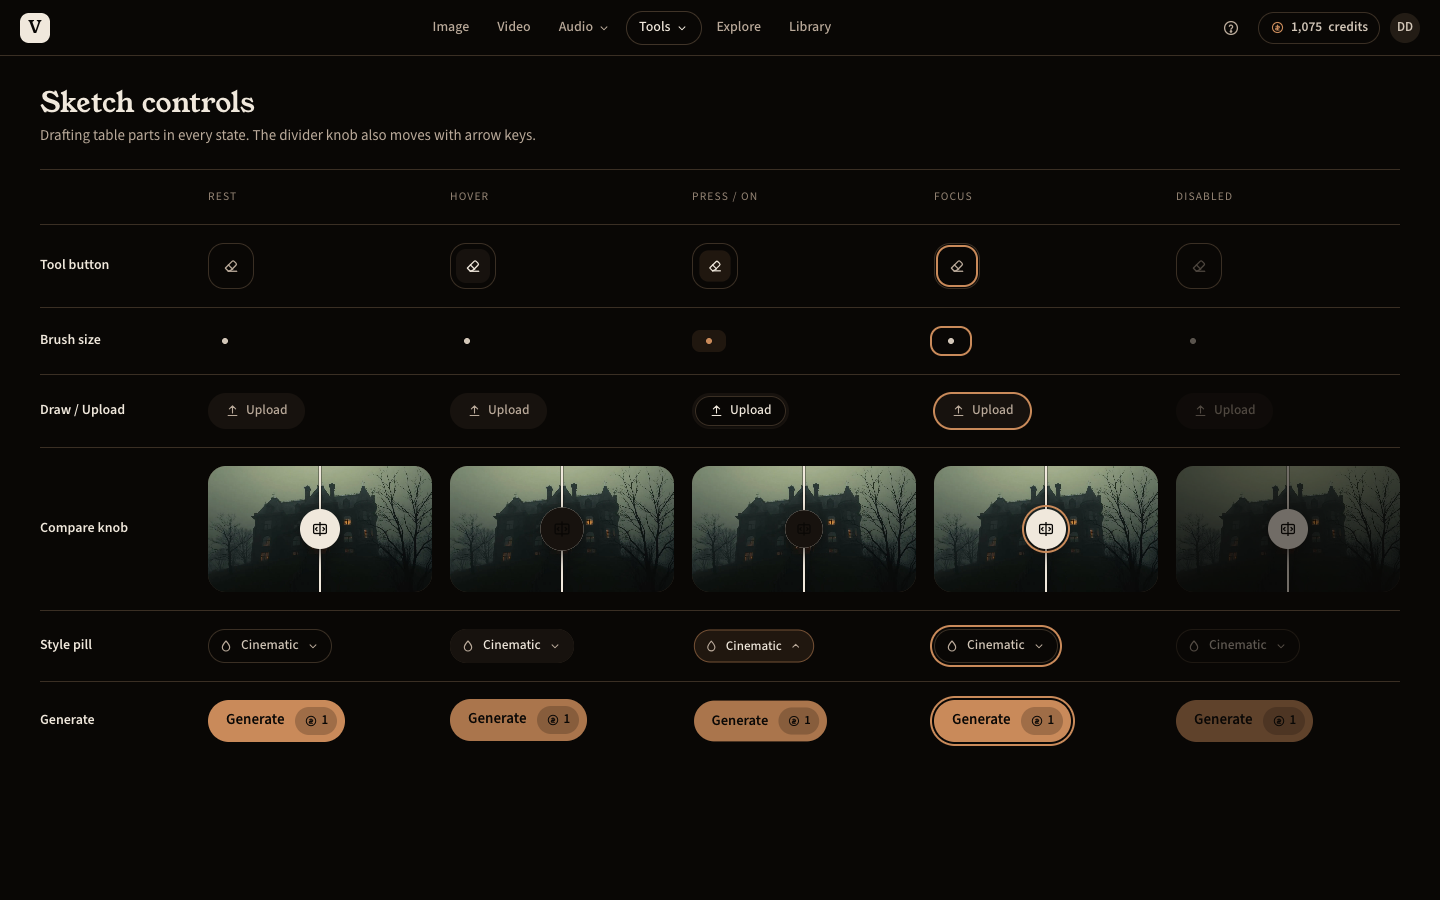 V Image Video Audio Tools Explore Library 1,075 credits DD
Sketch controls
Drafting table parts in every state. The divider knob also moves with arrow keys.
REST HOVER PRESS / ON FOCUS DISABLED
Tool button
Brush size
Draw / Upload Upload Upload Upload Upload Upload
Compare knob
Style pill Cinematic Cinematic Cinematic Cinematic Cinematic
Generate Generate 1 Generate 1 Generate 1 Generate 1 Generate 1